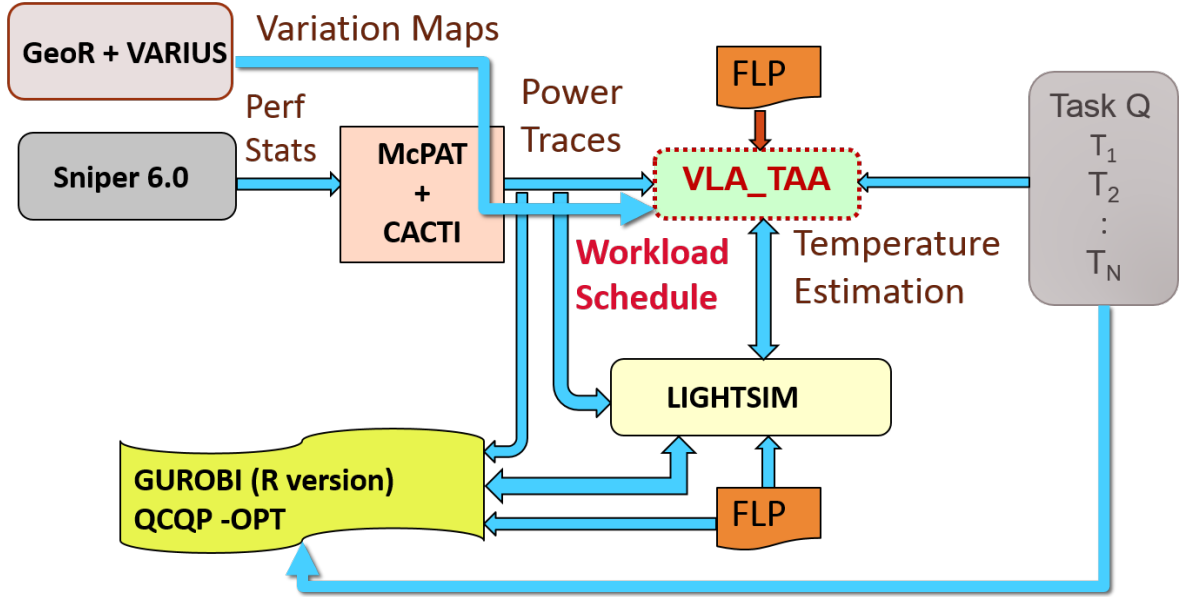 GeoR + VARIUS
Variation Maps
Perf
Stats
Sniper 6.0
McPAT
+
CACTI
Power
Traces
FLP
VLA_TAA
Task Q
T₁
T₂
:
T_N
Workload
Schedule
Temperature
Estimation
LIGHTSIM
GUROBI (R version)
QCQP -OPT
FLP